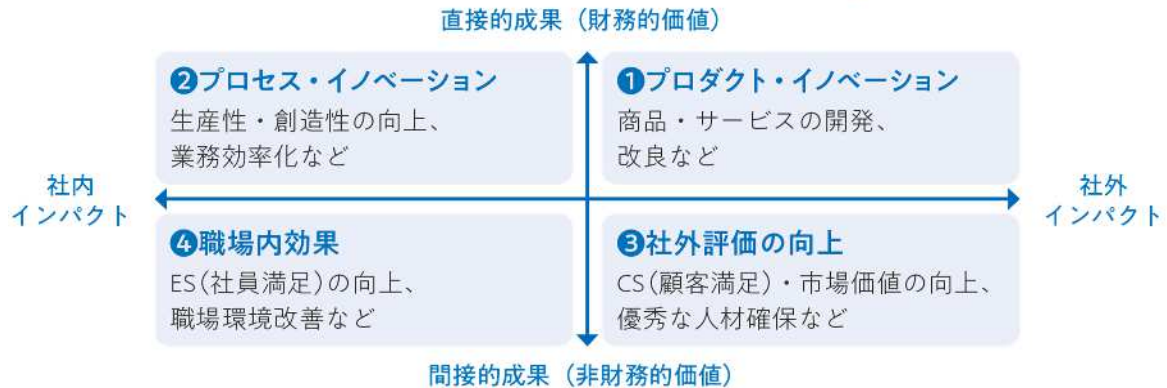 直接的成果（財務的価値）
❷プロセス・イノベーション
生産性・創造性の向上、
業務効率化など
❶プロダクト・イノベーション
商品・サービスの開発、
改良など
社内
インパクト
社外
インパクト
❹職場内効果
ES(社員満足)の向上、
職場環境改善など
❸社外評価の向上
CS(顧客満足)・市場価値の向上、
優秀な人材確保など
間接的成果（非財務的価値）